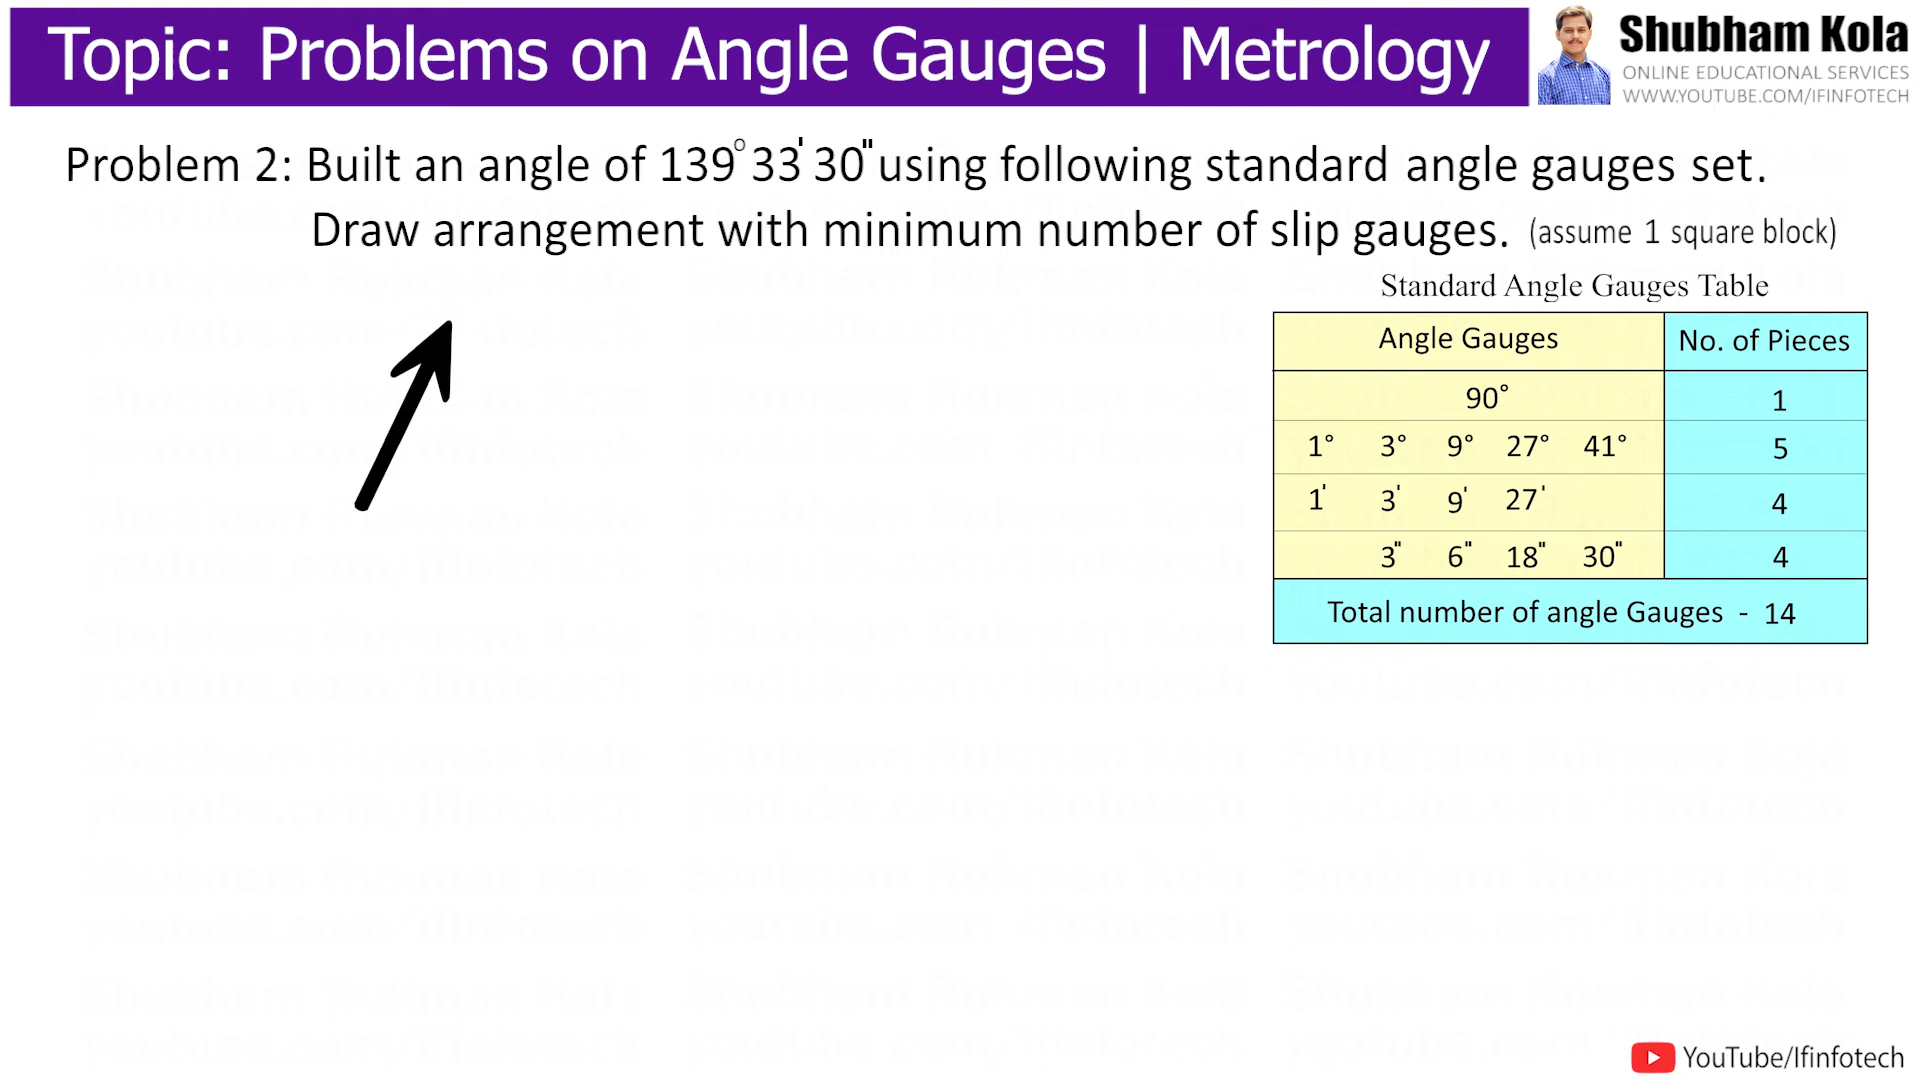 Topic: Problems on Angle Gauges | Metrology
Shubham Kola
ONLINE EDUCATIONAL SERVICES
WWW.YOUTUBE.COM/IFINFOTECH
Problem 2: Built an angle of 139° 33' 30" using following standard angle gauges set.
Draw arrangement with minimum number of slip gauges. (assume 1 square block)
Standard Angle Gauges Table
Angle Gauges No. of Pieces
90° 1
1° 3° 9° 27° 41° 5
1' 3' 9' 27' 4
3" 6" 18" 30" 4
Total number of angle Gauges - 14
YouTube/Ifinfotech